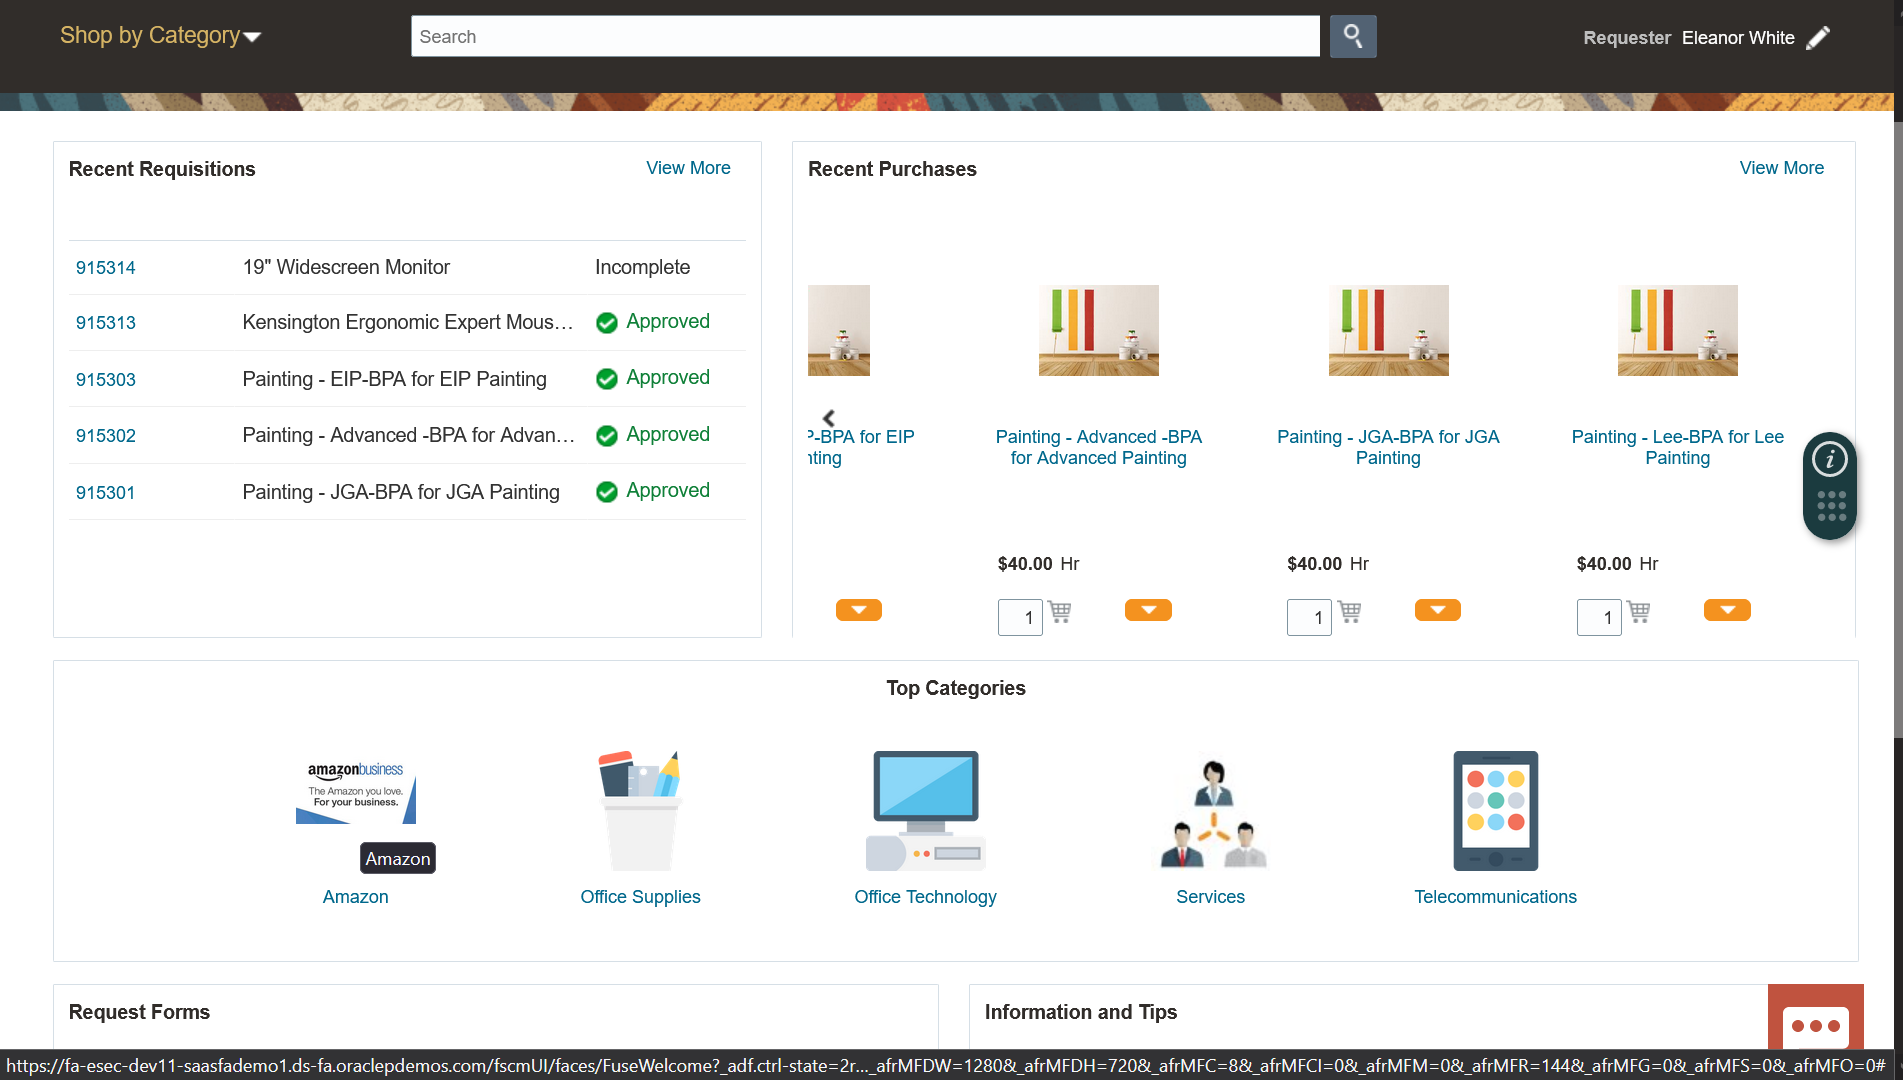 Shop by Category
Search
Requester Eleanor White
Recent Requisitions
View More
915314 19" Widescreen Monitor Incomplete
915313 Kensington Ergonomic Expert Mous... Approved
915303 Painting - EIP-BPA for EIP Painting Approved
915302 Painting - Advanced -BPA for Advan... Approved
915301 Painting - JGA-BPA for JGA Painting Approved
Recent Purchases
View More
P-BPA for EIP
nting
Painting - Advanced -BPA
for Advanced Painting
$40.00 Hr
1
Painting - JGA-BPA for JGA
Painting
$40.00 Hr
1
Painting - Lee-BPA for Lee
Painting
$40.00 Hr
1
i
Top Categories
amazonbusiness
The Amazon you love.
For your business.
Amazon
Amazon
Office Supplies
Office Technology
Services
Telecommunications
Request Forms
Information and Tips
https://fa-esec-dev11-saasfademo1.ds-fa.oraclepdemos.com/fscmUI/faces/FuseWelcome?_adf.ctrl-state=2r..._afrMFDW=1280&_afrMFDH=720&_afrMFC=8&_afrMFCI=0&_afrMFM=0&_afrMFR=144&_afrMFG=0&_afrMFS=0&_afrMFO=0#